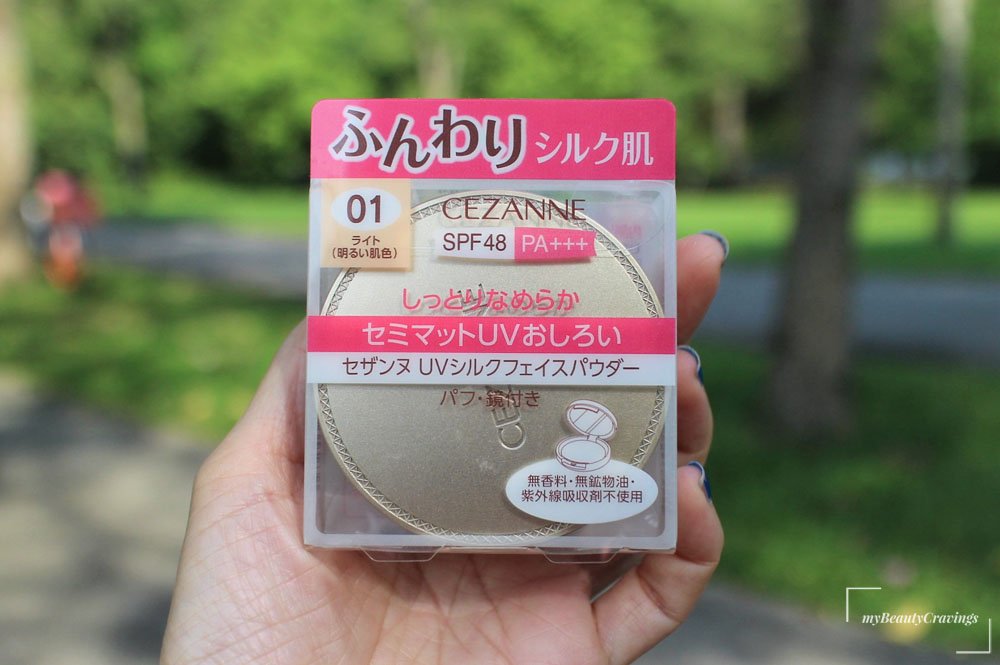 ふんわりシルク肌
01
ライト
(明るい肌色)
CEZANNE
SPF48 PA+++
しっとりなめらか
セミマットUVおしろい
セザンヌ UVシルクフェイスパウダー
パフ・鏡付き
無香料・無鉱物油・
紫外線吸収剤不使用
myBeautyCravings